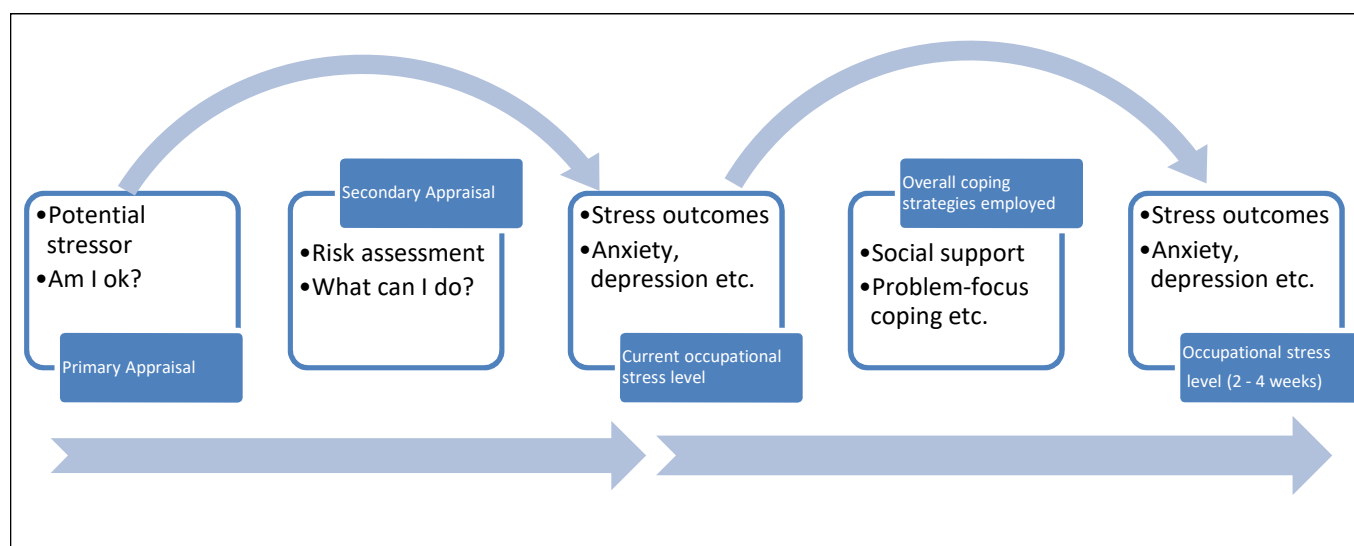 •Potential
stressor
•Am I ok?
Primary Appraisal
Secondary Appraisal
•Risk assessment
•What can I do?
•Stress outcomes
•Anxiety,
depression etc.
Current occupational
stress level
Overall coping
strategies employed
•Social support
•Problem-focus
coping etc.
•Stress outcomes
•Anxiety,
depression etc.
Occupational stress
level (2 - 4 weeks)